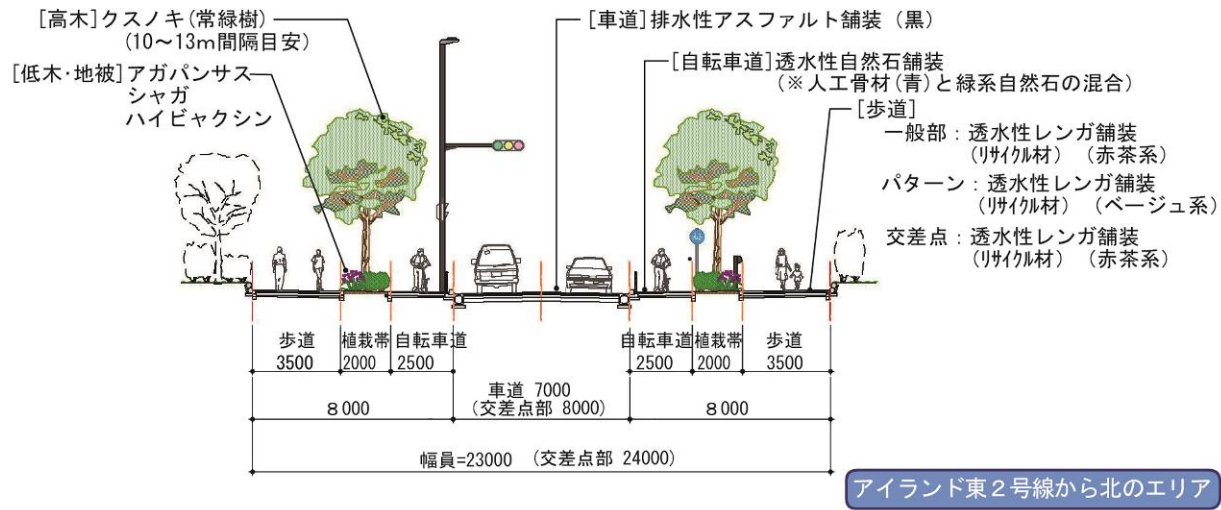 [高木]クスノキ(常緑樹)
(10～13m間隔目安)
[低木･地被]アガパンサス
シャガ
ハイビャクシン
[車道]排水性アスファルト舗装（黒）
[自転車道]透水性自然石舗装
(※人工骨材(青)と緑系自然石の混合)
[歩道]
一般部：透水性レンガ舗装
(ﾘｻｲｸﾙ材)（赤茶系）
パターン：透水性レンガ舗装
(ﾘｻｲｸﾙ材)（ベージュ系）
交差点：透水性レンガ舗装
(ﾘｻｲｸﾙ材)（赤茶系）
歩道 植栽帯 自転車道 自転車道 植栽帯 歩道
3500 2000 2500 2500 2000 3500
車道 7000
(交差点部 8000)
8000 8000
幅員=23000 （交差点部 24000）
アイランド東２号線から北のエリア